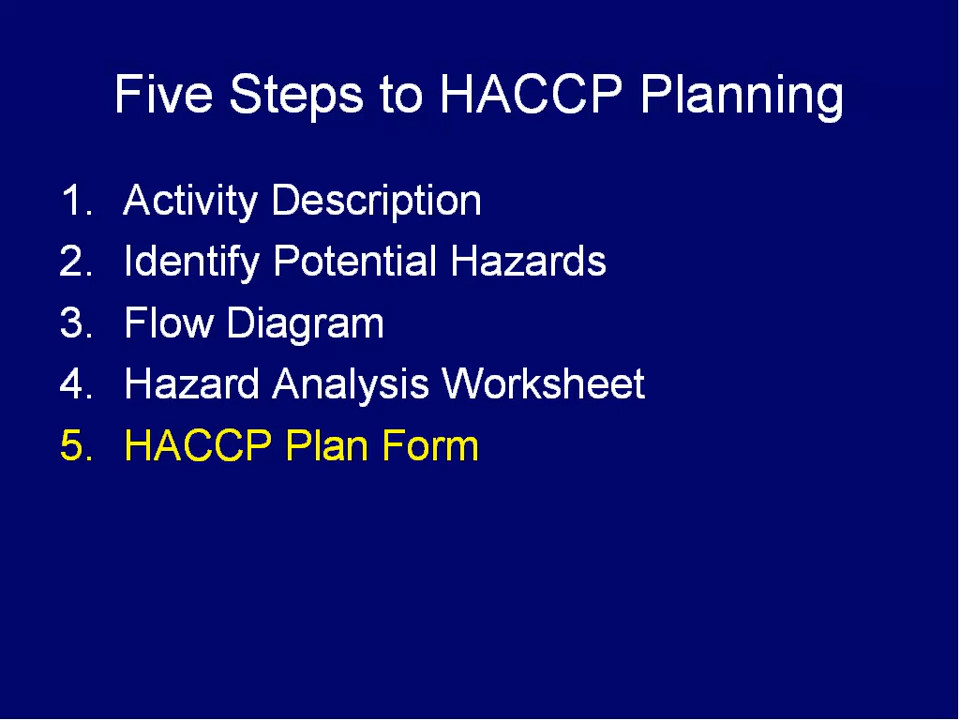 Five Steps to HACCP Planning
1. Activity Description
2. Identify Potential Hazards
3. Flow Diagram
4. Hazard Analysis Worksheet
5. HACCP Plan Form